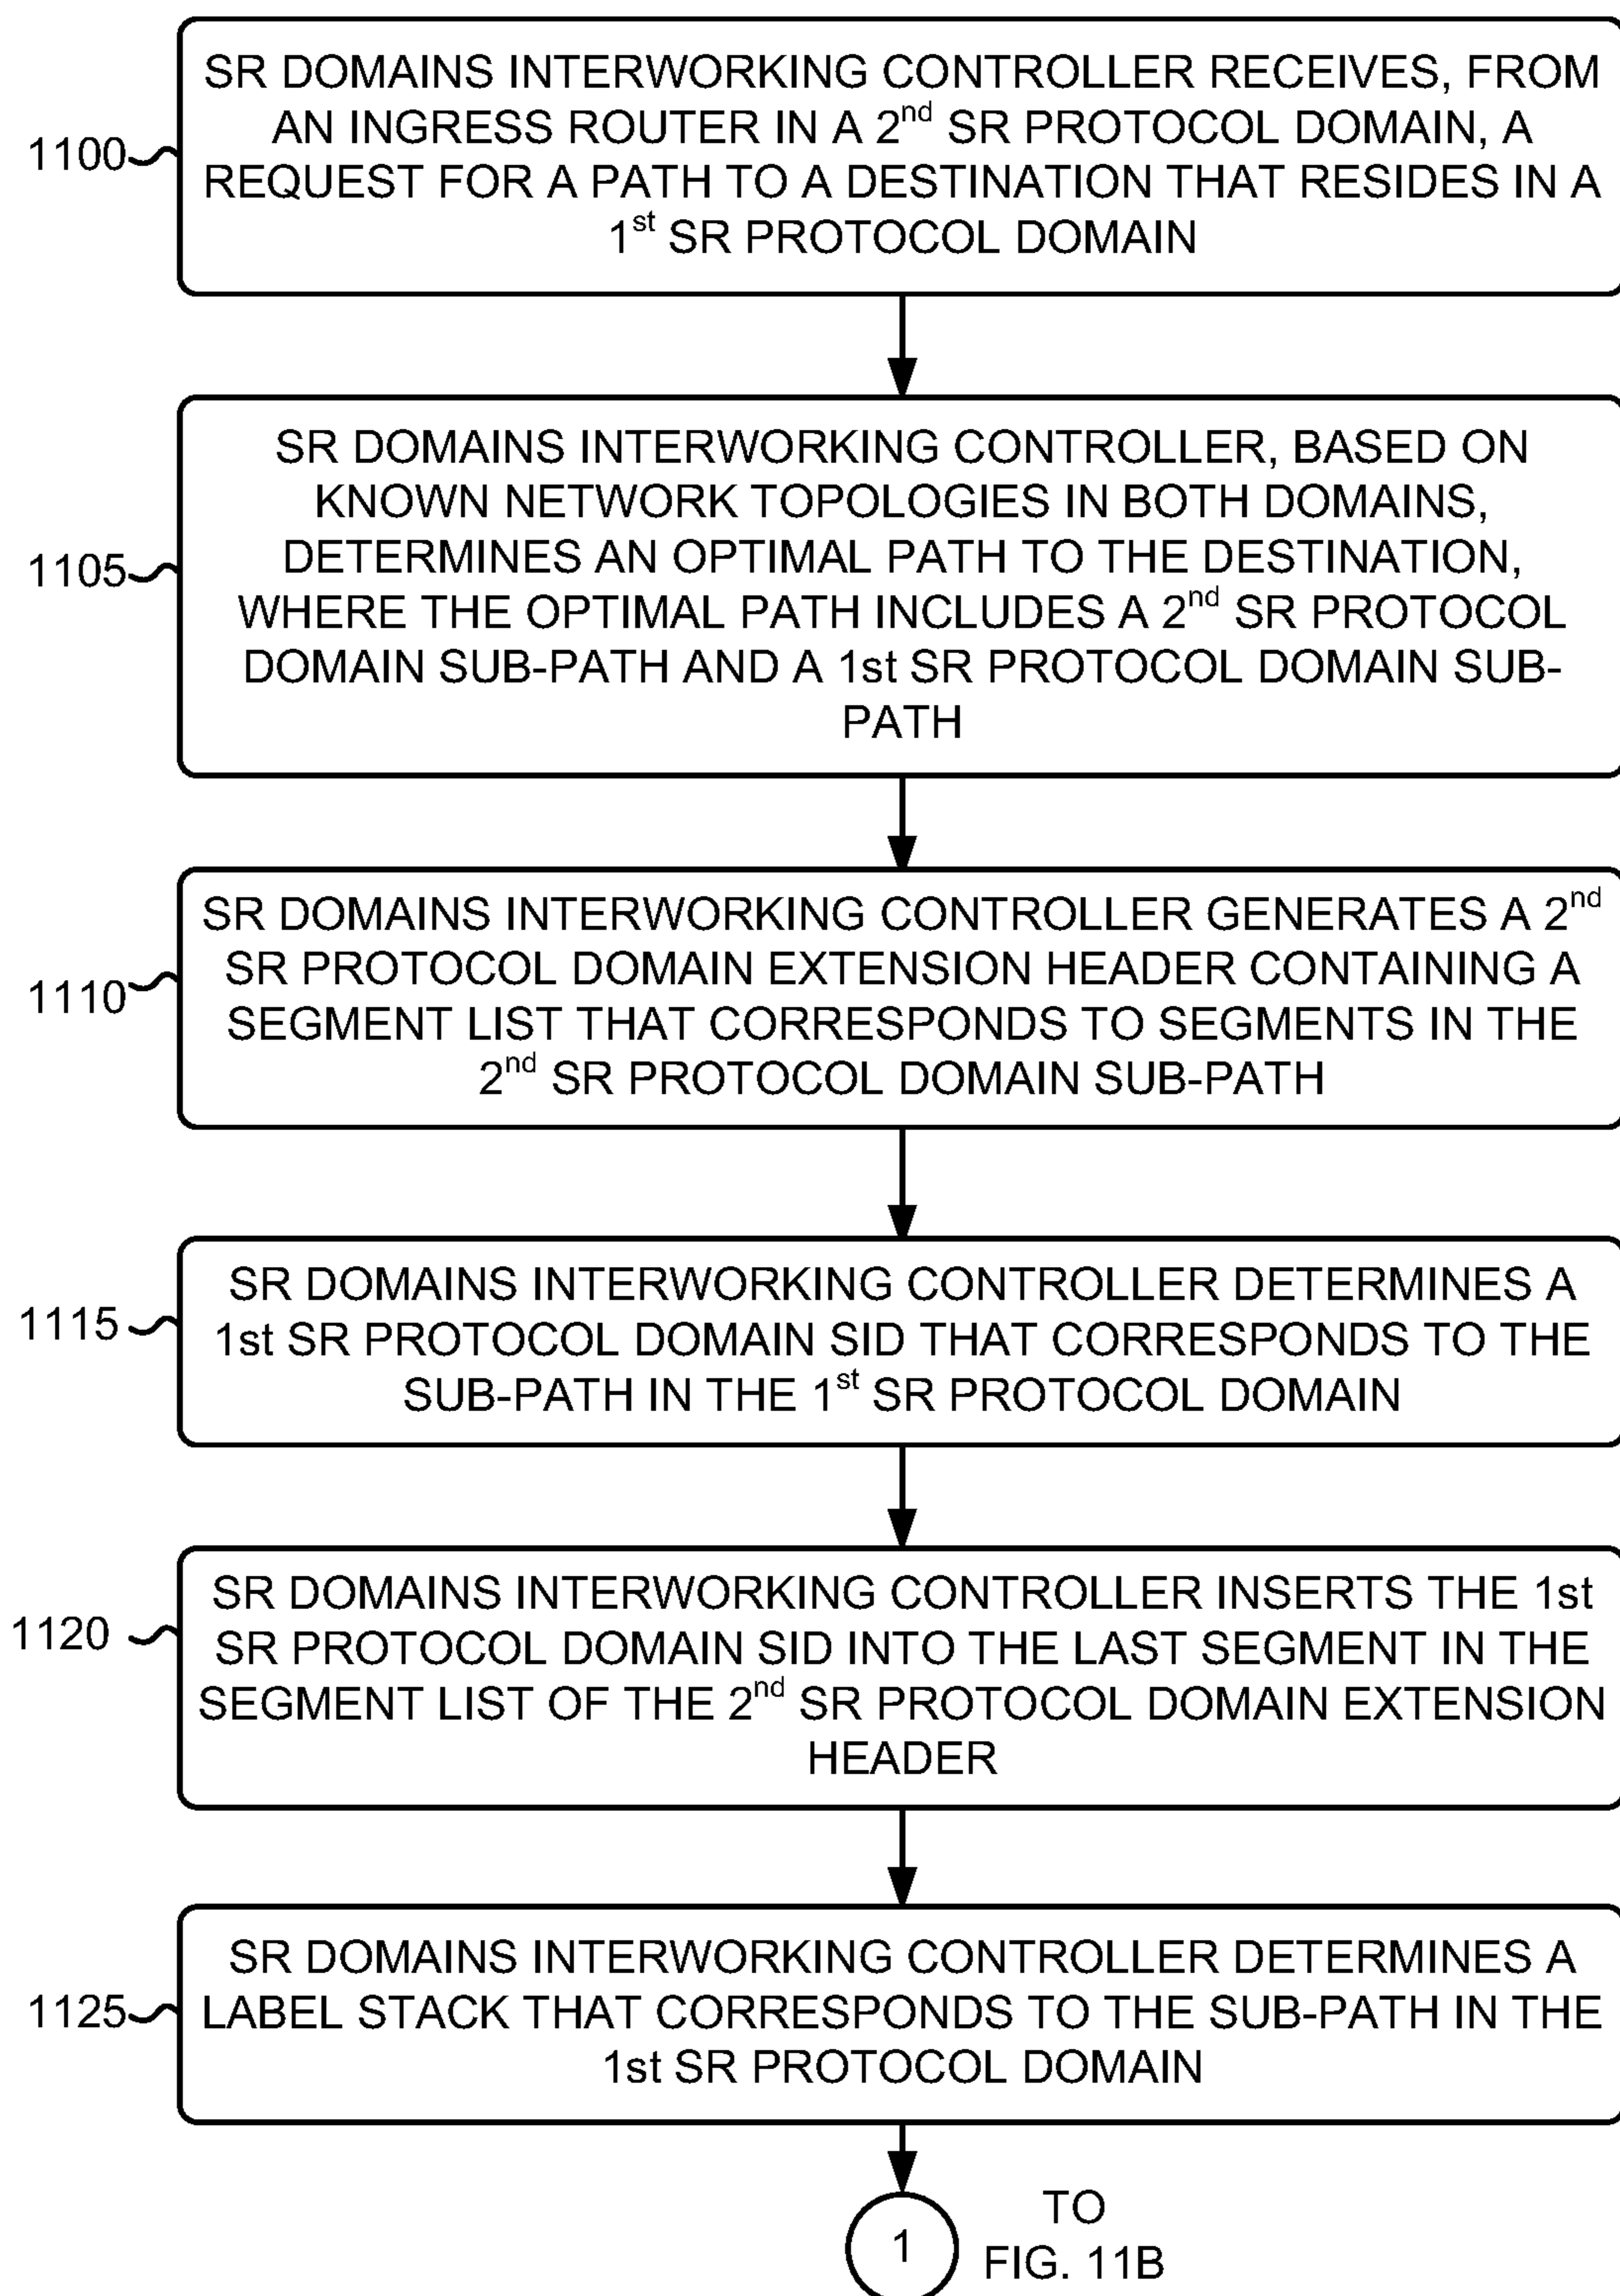 SR DOMAINS INTERWORKING CONTROLLER RECEIVES, FROM
AN INGRESS ROUTER IN A 2nd SR PROTOCOL DOMAIN, A
1100
REQUEST FOR A PATH TO A DESTINATION THAT RESIDES IN A
1st SR PROTOCOL DOMAIN
SR DOMAINS INTERWORKING CONTROLLER, BASED ON
KNOWN NETWORK TOPOLOGIES IN BOTH DOMAINS,
DETERMINES AN OPTIMAL PATH TO THE DESTINATION,
1105
WHERE THE OPTIMAL PATH INCLUDES A 2nd SR PROTOCOL
DOMAIN SUB-PATH AND A 1st SR PROTOCOL DOMAIN SUB-
PATH
SR DOMAINS INTERWORKING CONTROLLER GENERATES A 2nd
SR PROTOCOL DOMAIN EXTENSION HEADER CONTAINING A
1110
SEGMENT LIST THAT CORRESPONDS TO SEGMENTS IN THE
2nd SR PROTOCOL DOMAIN SUB-PATH
SR DOMAINS INTERWORKING CONTROLLER DETERMINES A
1115
1st SR PROTOCOL DOMAIN SID THAT CORRESPONDS TO THE
SUB-PATH IN THE 1st SR PROTOCOL DOMAIN
SR DOMAINS INTERWORKING CONTROLLER INSERTS THE 1st
1120
SR PROTOCOL DOMAIN SID INTO THE LAST SEGMENT IN THE
SEGMENT LIST OF THE 2nd SR PROTOCOL DOMAIN EXTENSION
HEADER
SR DOMAINS INTERWORKING CONTROLLER DETERMINES A
1125
LABEL STACK THAT CORRESPONDS TO THE SUB-PATH IN THE
1st SR PROTOCOL DOMAIN
1
TO
FIG. 11B